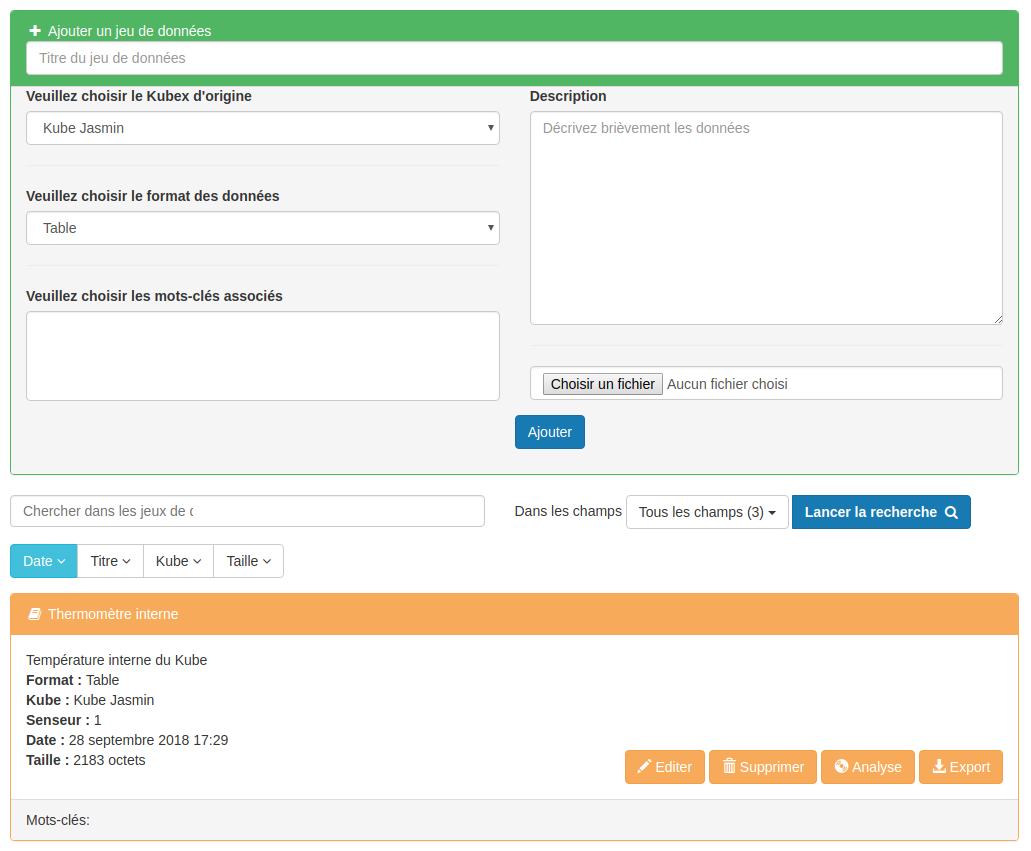 Ajouter un jeu de données
Titre du jeu de données
Veuillez choisir le Kubex d'origine
Kube Jasmin
Veuillez choisir le format des données
Table
Veuillez choisir les mots-clés associés
Description
Décrivez brièvement les données
Choisir un fichier Aucun fichier choisi
Ajouter
Chercher dans les jeux de d
Dans les champs Tous les champs (3) Lancer la recherche
Date Titre Kube Taille
Thermomètre interne
Température interne du Kube
Format : Table
Kube : Kube Jasmin
Senseur : 1
Date : 28 septembre 2018 17:29
Taille : 2183 octets
Editer Supprimer Analyse Export
Mots-clés: